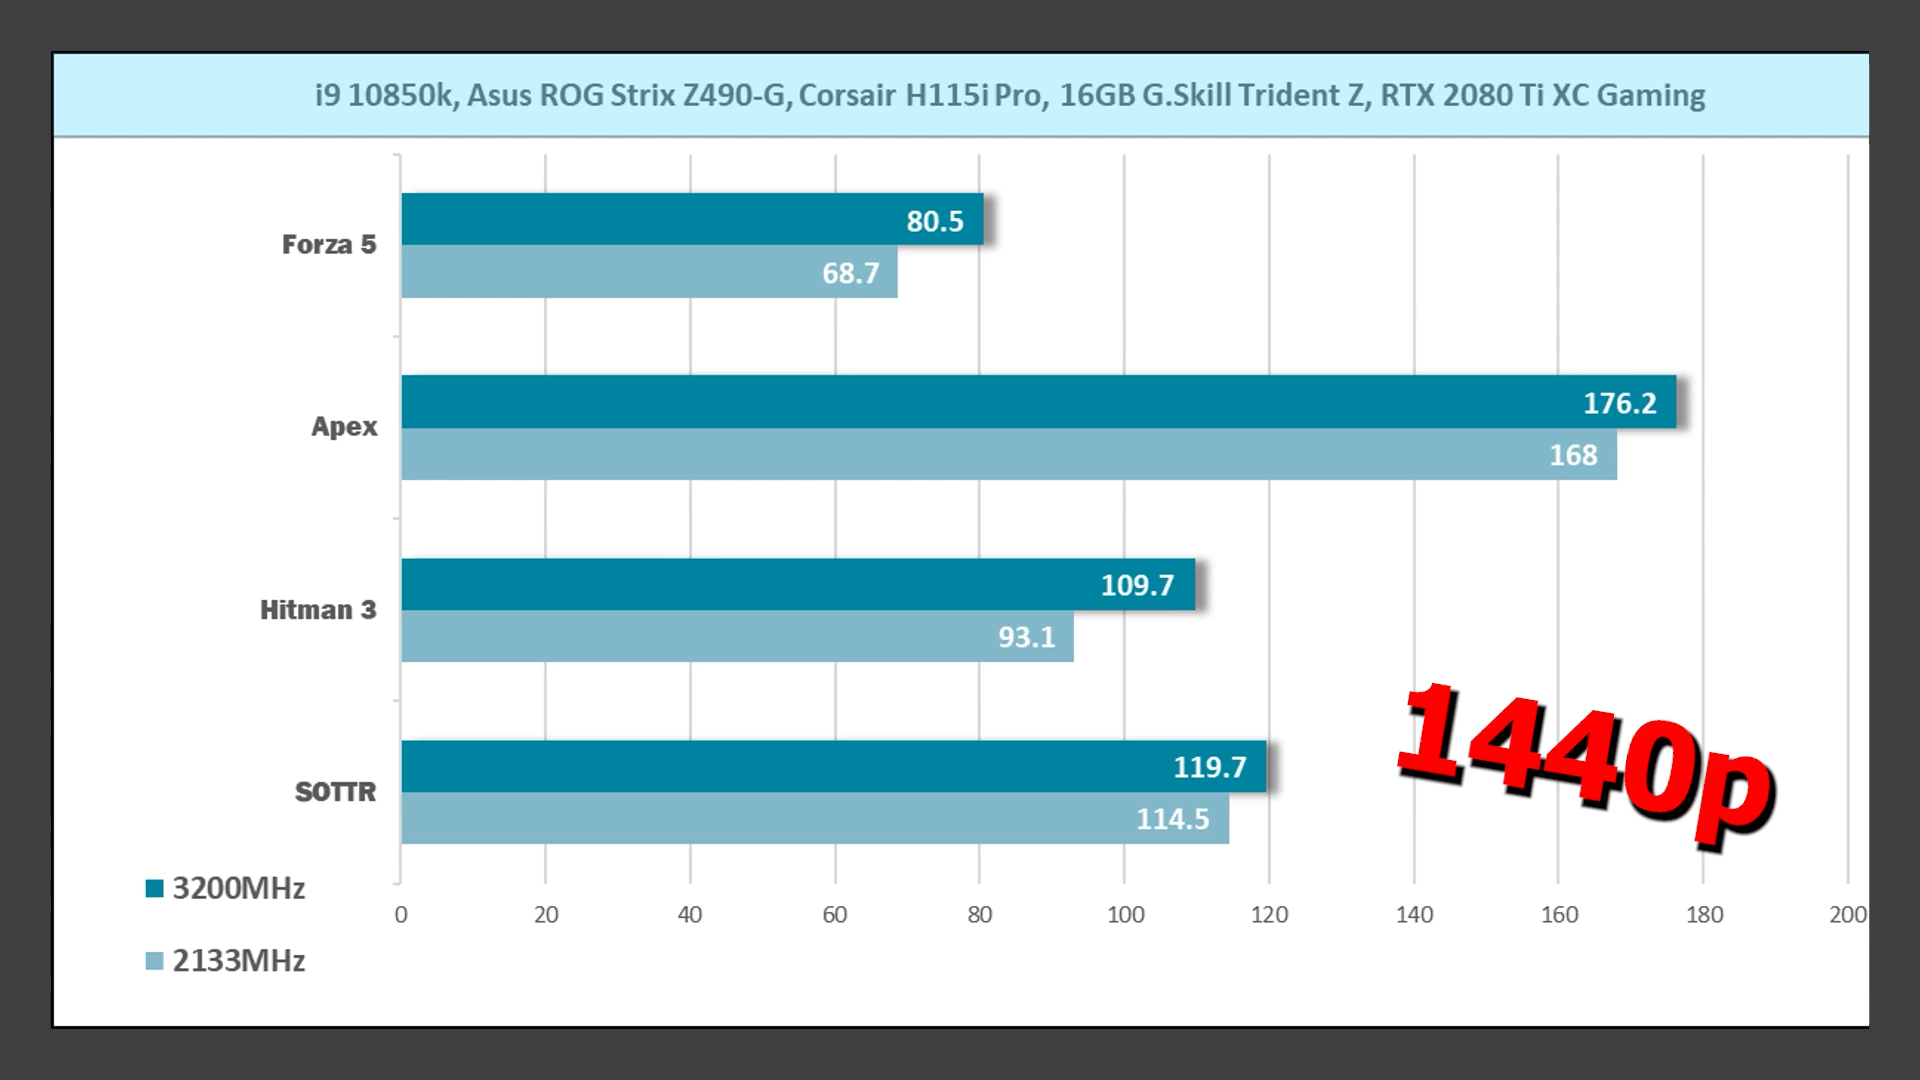 i9 10850k, Asus ROG Strix Z490-G, Corsair H115i Pro, 16GB G.Skill Trident Z, RTX 2080 Ti XC Gaming
Forza 5
80.5
68.7
Apex
176.2
168
Hitman 3
109.7
93.1
SOTTR
119.7
114.5
1440p
3200MHz
2133MHz
0 20 40 60 80 100 120 140 160 180 200